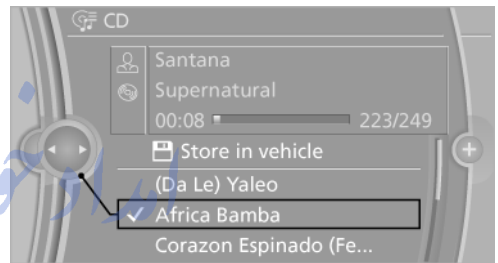 CD
Santana
Supernatural
00:08 223/249
Store in vehicle
(Da Le) Yaleo
Africa Bamba
Corazon Espinado (Fe...